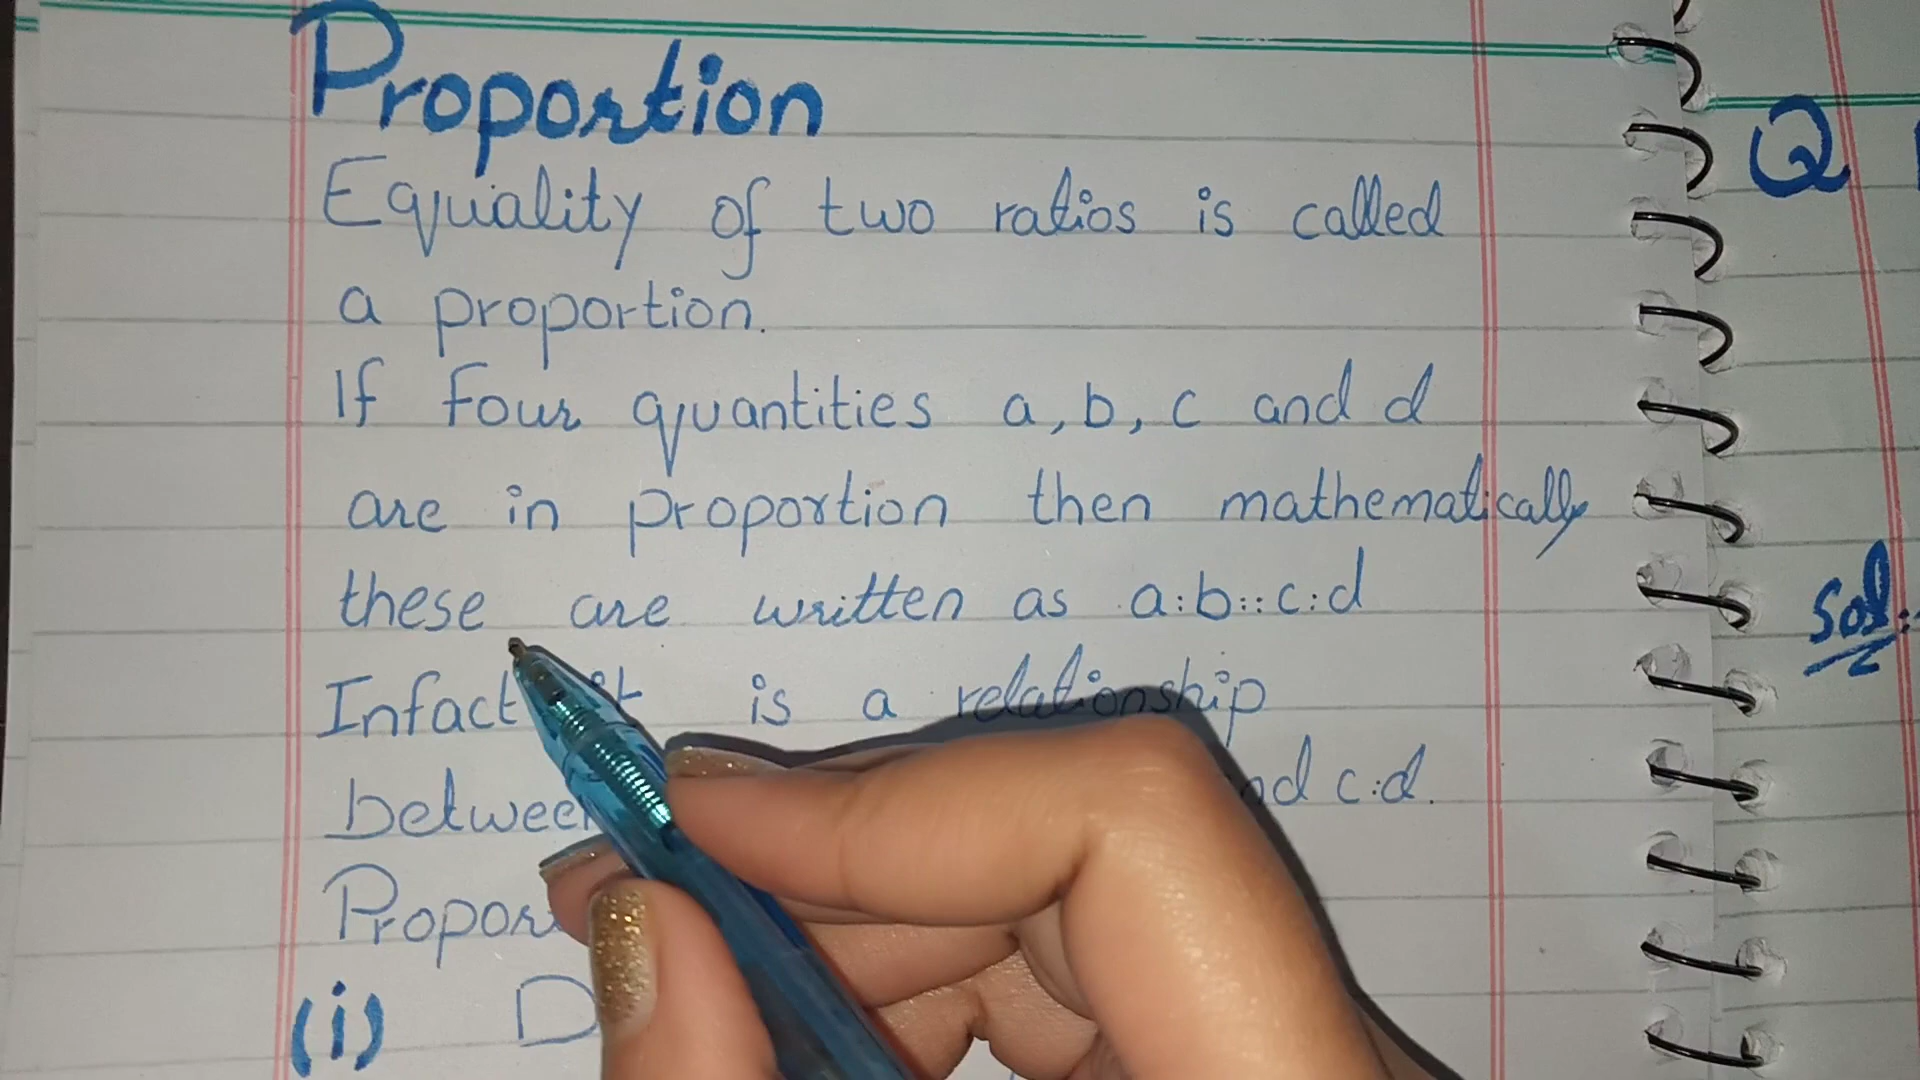 Proportion
Equality of two ratios is called
a proportion.
If four quantities a, b, c and d
are in proportion then mathematically
these are written as a:b::c:d
Infact it is a relationship
c:d.
(i)
Q
Sol: